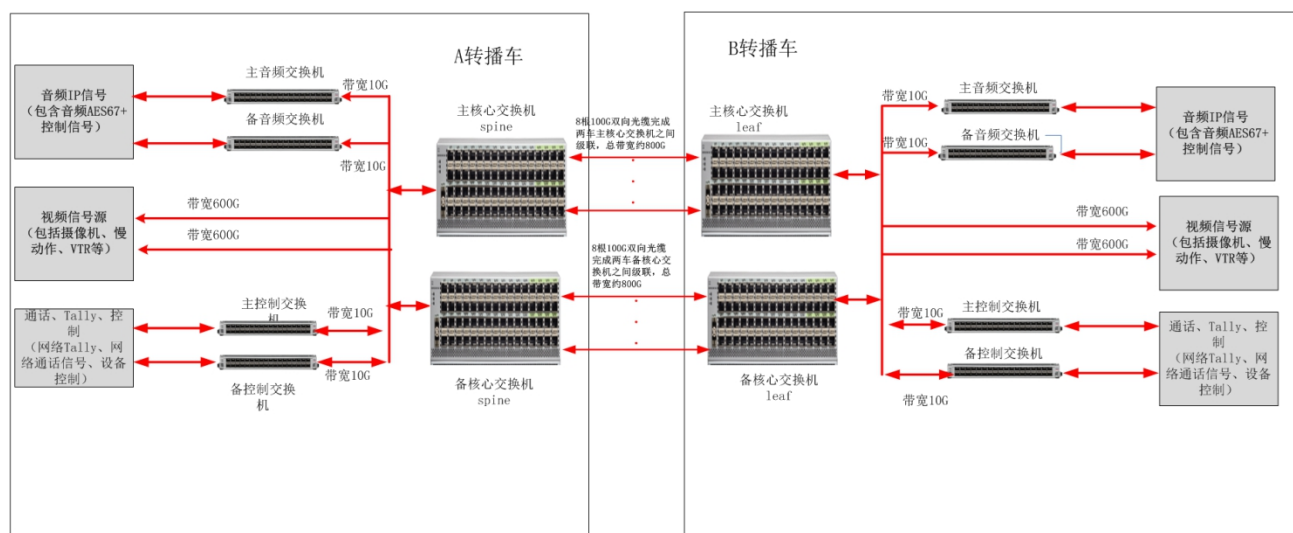 A转播车
音频IP信号
（包含音频AES67+
控制信号）
主音频交换机
带宽10G
备音频交换机
带宽10G
视频信号源
（包括摄像机、慢
动作、VTR等）
带宽600G
带宽600G
通话、Tally、控
制
（网络Tally、网
络通话信号、设备
控制）
主控制交换
机
带宽10G
备控制交换
机
带宽10G
主核心交换机
spine
备核心交换机
spine
8根100G双向光缆完成
两车主核心交换机之间
级联，总带宽约800G
8根100G双向光缆
完成两车备核心交
换机之间级联，总
带宽约800G
B转播车
主核心交换机
leaf
备核心交换机
leaf
带宽10G
主音频交换机
带宽10G
备音频交换机
音频IP信号
（包含音频AES67+
控制信号）
带宽600G
带宽600G
视频信号源
（包括摄像机、慢
动作、VTR等）
带宽10G
主控制交换机
备控制交换机
带宽10G
通话、Tally、控
制
（网络Tally、网
络通话信号、设备
控制）